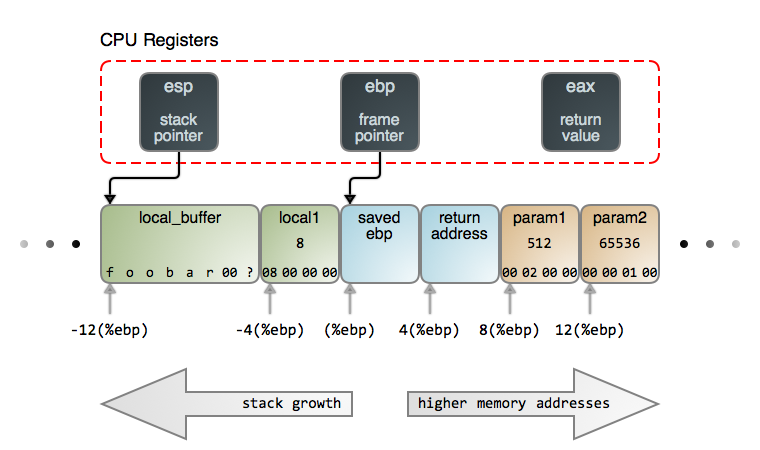 CPU Registers
esp
stack
pointer
ebp
frame
pointer
eax
return
value
local_buffer
f o o b a r 00 ?
local1
8
08 00 00 00
saved
ebp
return
address
param1
512
00 02 00 00
param2
65536
00 00 01 00
-12(%ebp)
-4(%ebp)
(%ebp)
4(%ebp)
8(%ebp)
12(%ebp)
stack growth
higher memory addresses